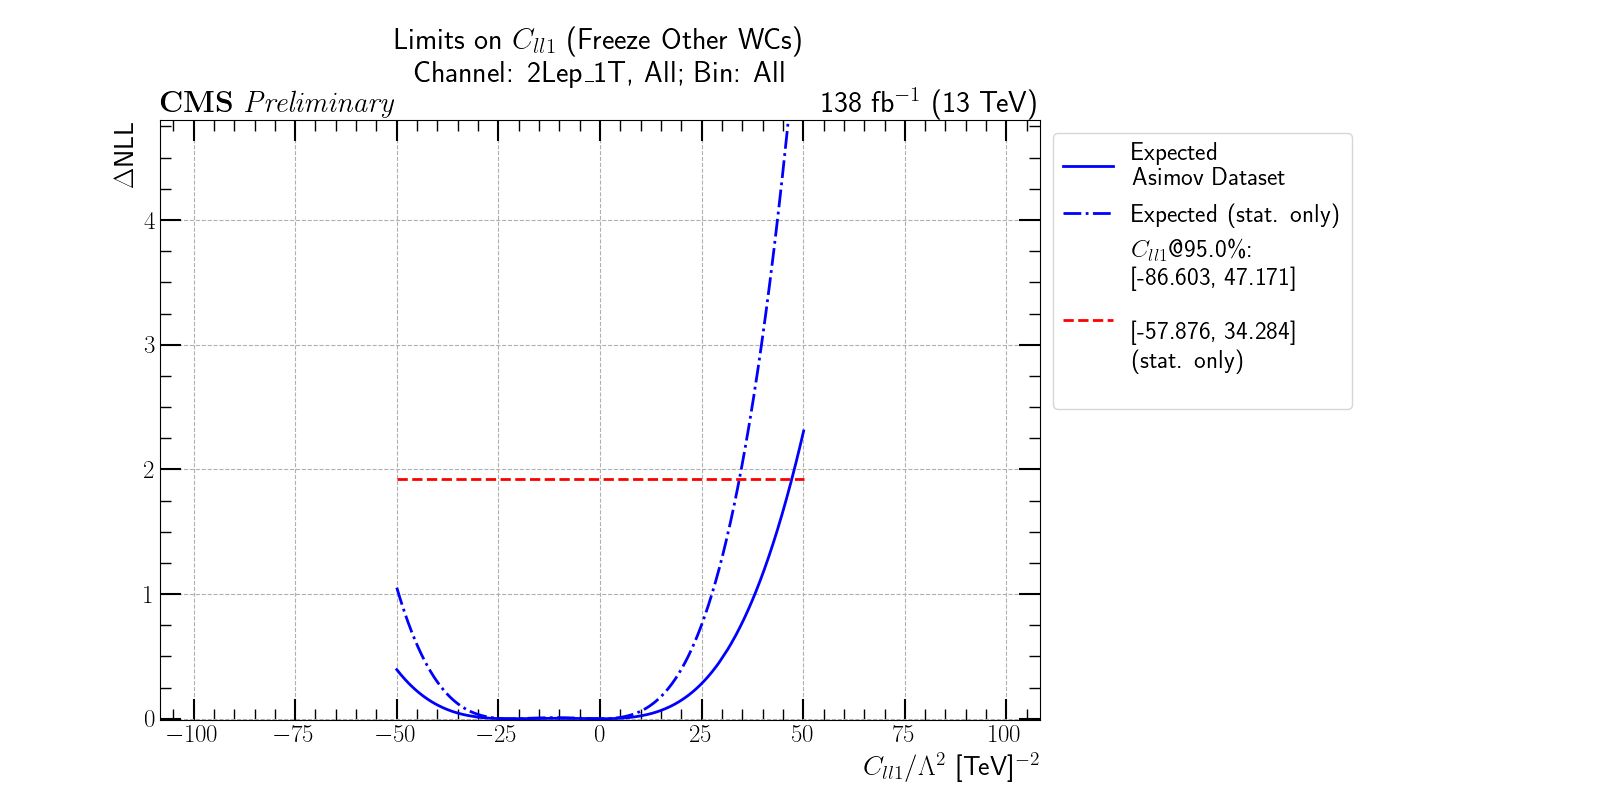 Limits on C_{ll1} (Freeze Other WCs)
Channel: 2Lep_1T, All; Bin: All
CMS Preliminary 138 fb^{-1} (13 TeV)
ΔNLL
4
3
2
1
0
−100 −75 −50 −25 0 25 50 75 100
C_{ll1}/Λ^2 [TeV]^{-2}
Expected
Asimov Dataset
Expected (stat. only)
C_{ll1}@95.0%:
[-86.603, 47.171]
[-57.876, 34.284]
(stat. only)